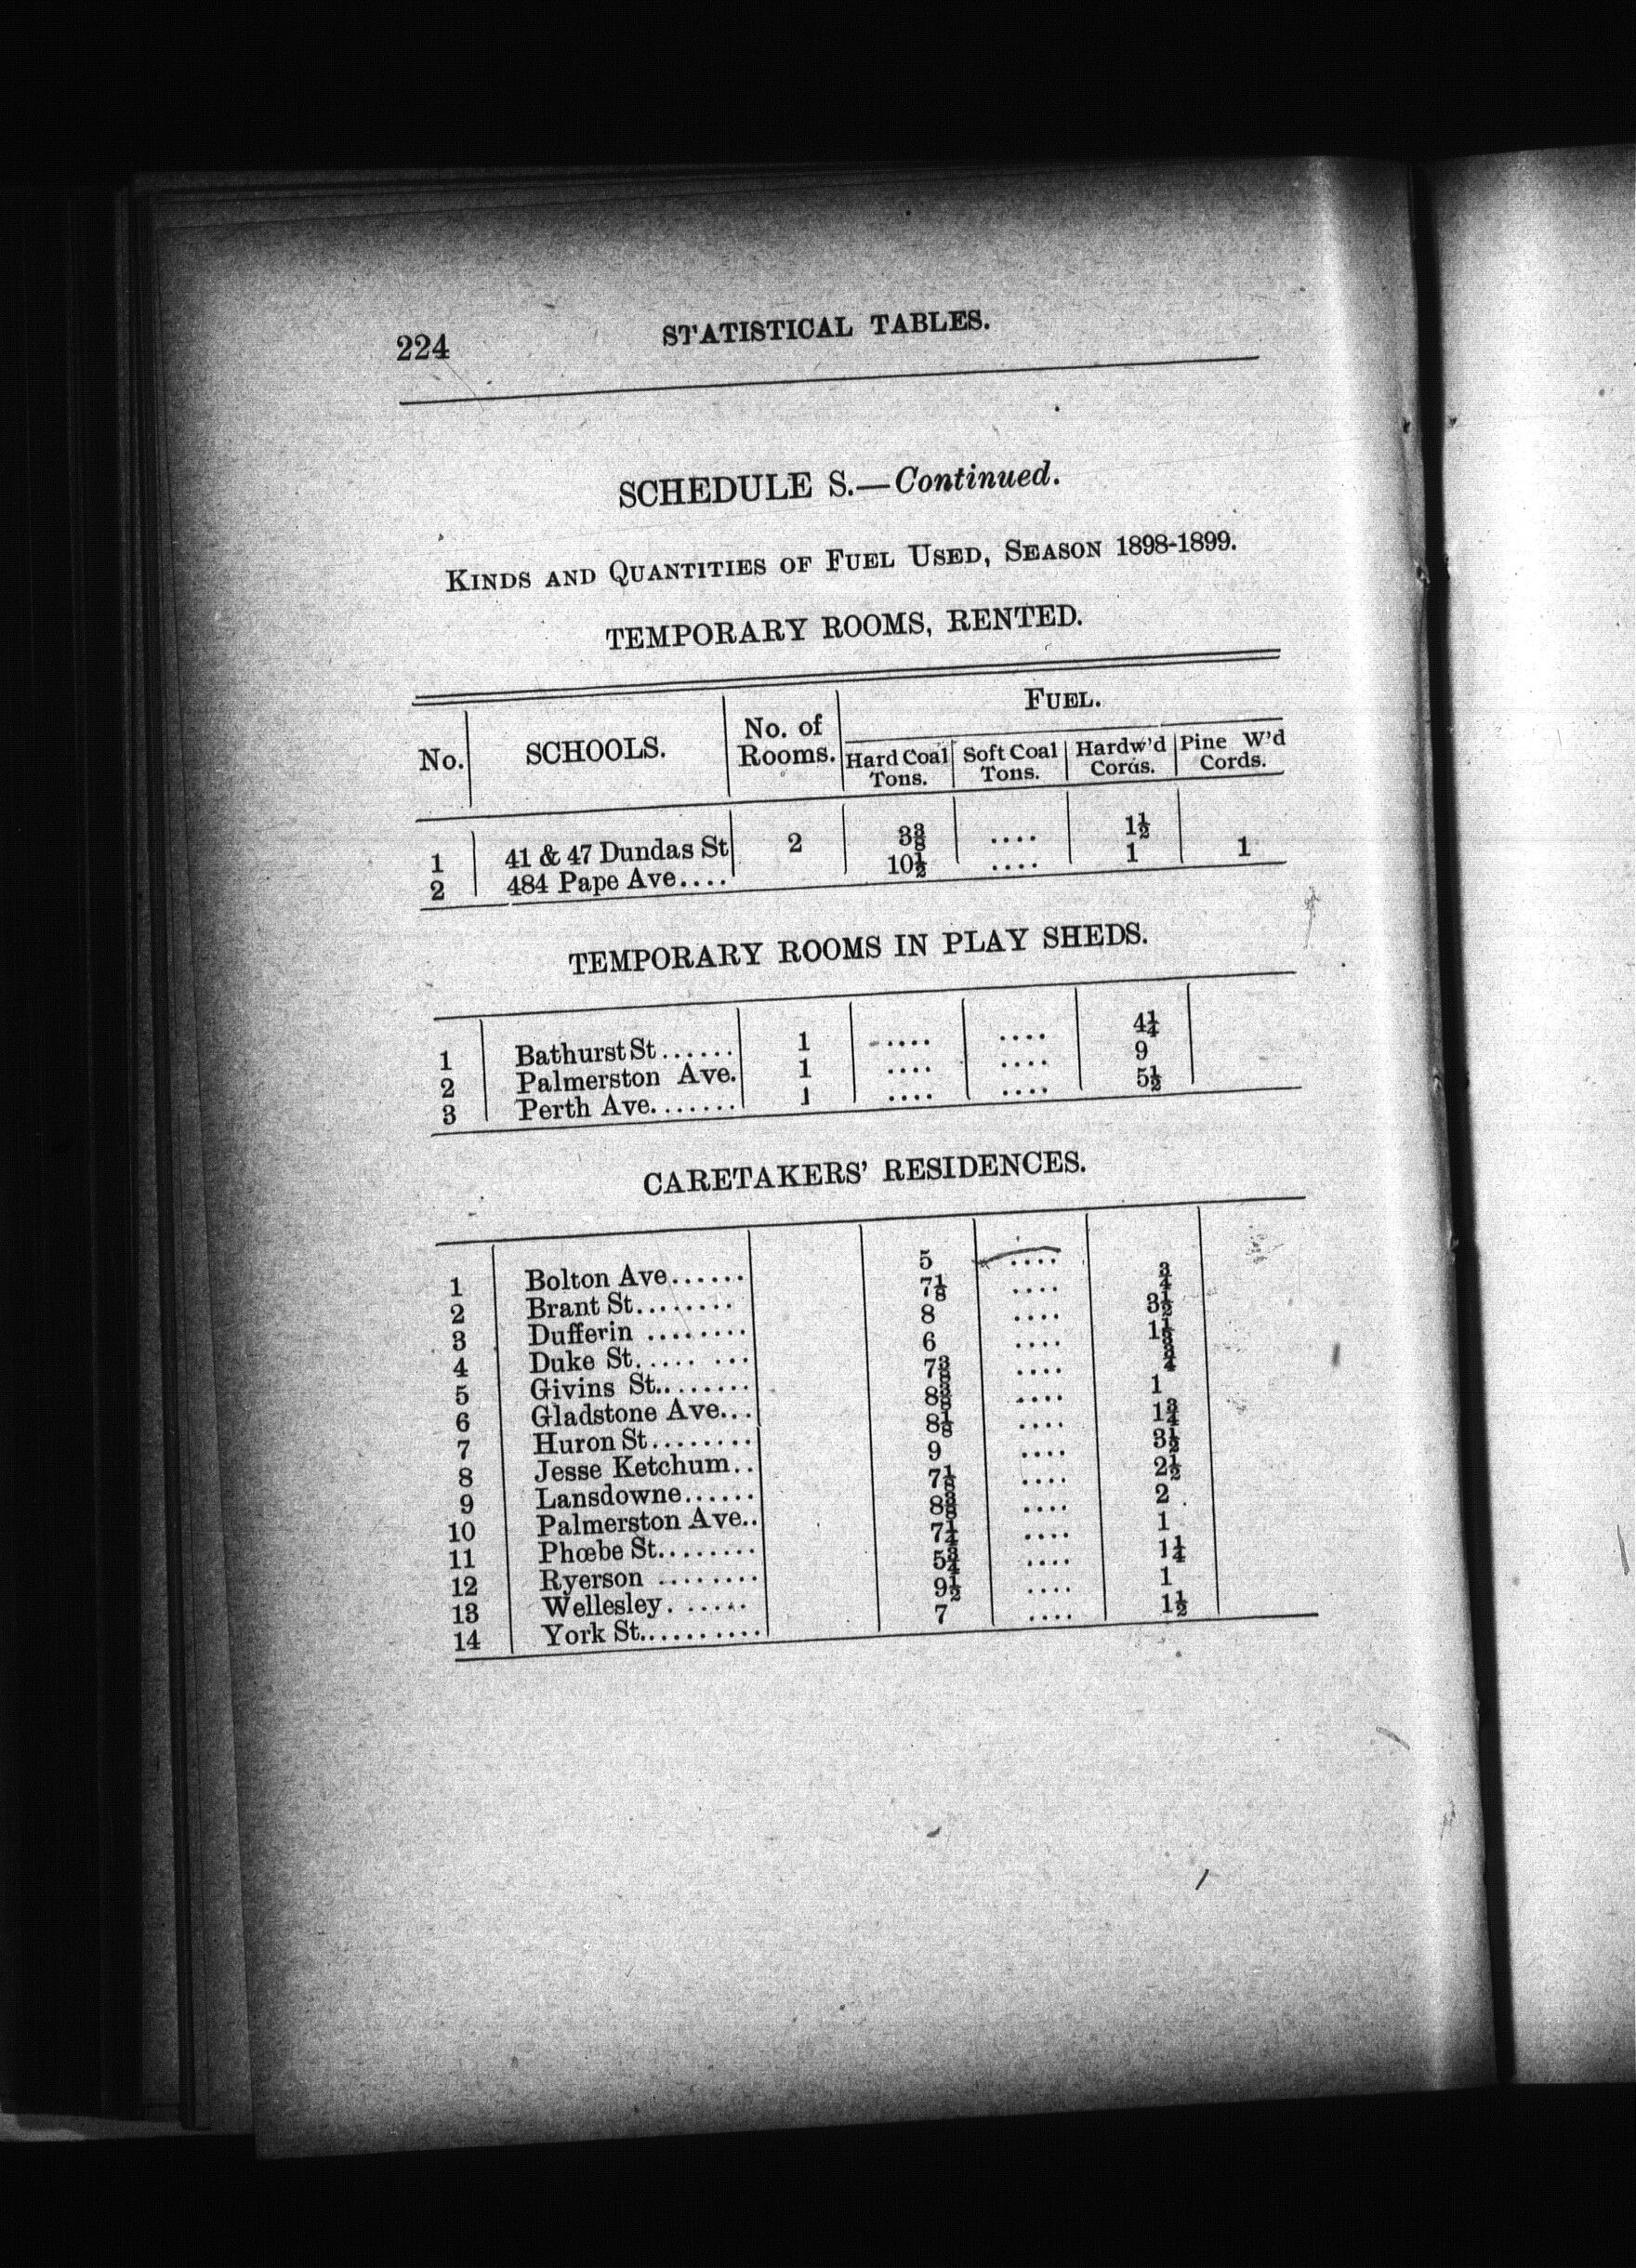 224 STATISTICAL TABLES.
SCHEDULE S.—Continued.
KINDS AND QUANTITIES OF FUEL USED, SEASON 1898-1899.
TEMPORARY ROOMS, RENTED.
No. SCHOOLS. No. of Rooms. FUEL.
Hard Coal Tons. Soft Coal Tons. Hardw'd Cords. Pine W'd Cords.
1 41 & 47 Dundas St 2 3⅜ .... 1½
2 484 Pape Ave.... 10½ .... 1 1
TEMPORARY ROOMS IN PLAY SHEDS.
1 Bathurst St...... 1 .... .... 4¼
2 Palmerston Ave. 1 .... .... 9
3 Perth Ave....... 1 .... .... 5½
CARETAKERS' RESIDENCES.
1 Bolton Ave...... 5 ....
2 Brant St........ 7⅛ .... ¾
3 Dufferin ........ 8 .... 3½
4 Duke St..... ... 6 .... 1½
5 Givins St........ 7⅜ .... ¾
6 Gladstone Ave... 8⅜ .... 1
7 Huron St........ 8⅛ .... 1¾
8 Jesse Ketchum.. 9 .... 3½
9 Lansdowne...... 7⅛ .... 2½
10 Palmerston Ave.. 8⅜ .... 2
11 Phœbe St........ 7¼ .... 1
12 Ryerson ........ 5¾ .... 1¼
13 Wellesley. ...... 9½ .... 1
14 York St.......... 7 .... 1½